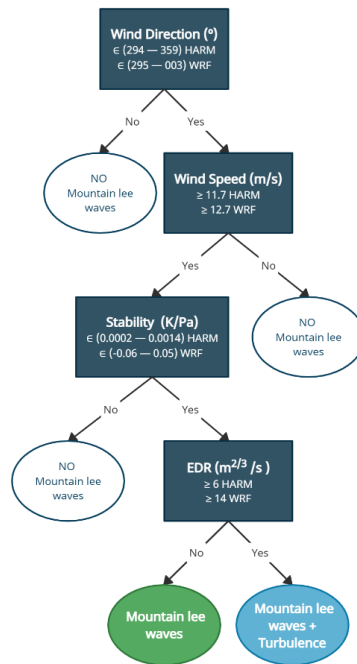 Wind Direction (º)
∈ (294 — 359) HARM
∈ (295 — 003) WRF
No
Yes
NO
Mountain lee
waves
Wind Speed (m/s)
≥ 11.7 HARM
≥ 12.7 WRF
Yes
No
Stability (K/Pa)
∈ (0.0002 — 0.0014) HARM
∈ (-0.06 — 0.05) WRF
NO
Mountain lee
waves
No
Yes
NO
Mountain lee
waves
EDR (m^2/3 /s )
≥ 6 HARM
≥ 14 WRF
No
Yes
Mountain lee
waves
Mountain lee
waves +
Turbulence